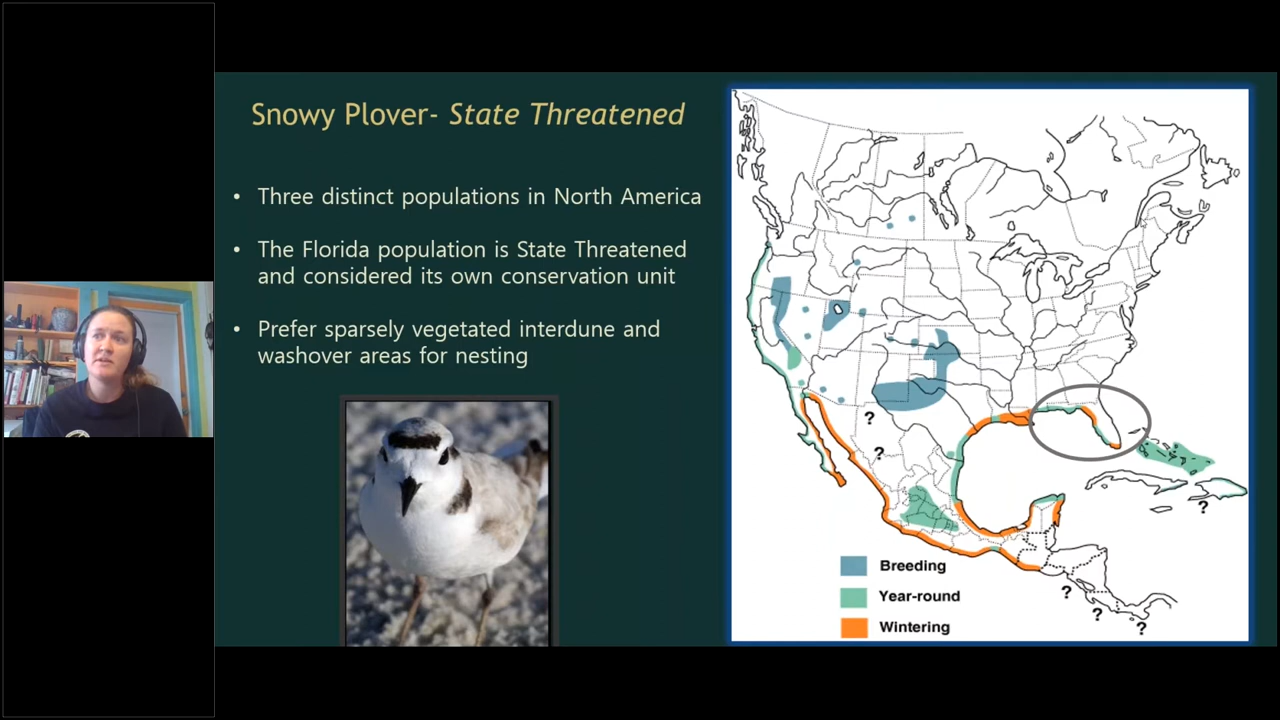 Snowy Plover- State Threatened
• Three distinct populations in North America
• The Florida population is State Threatened
and considered its own conservation unit
• Prefer sparsely vegetated interdune and
washover areas for nesting
?
?
?
?
?
?
Breeding
Year-round
Wintering